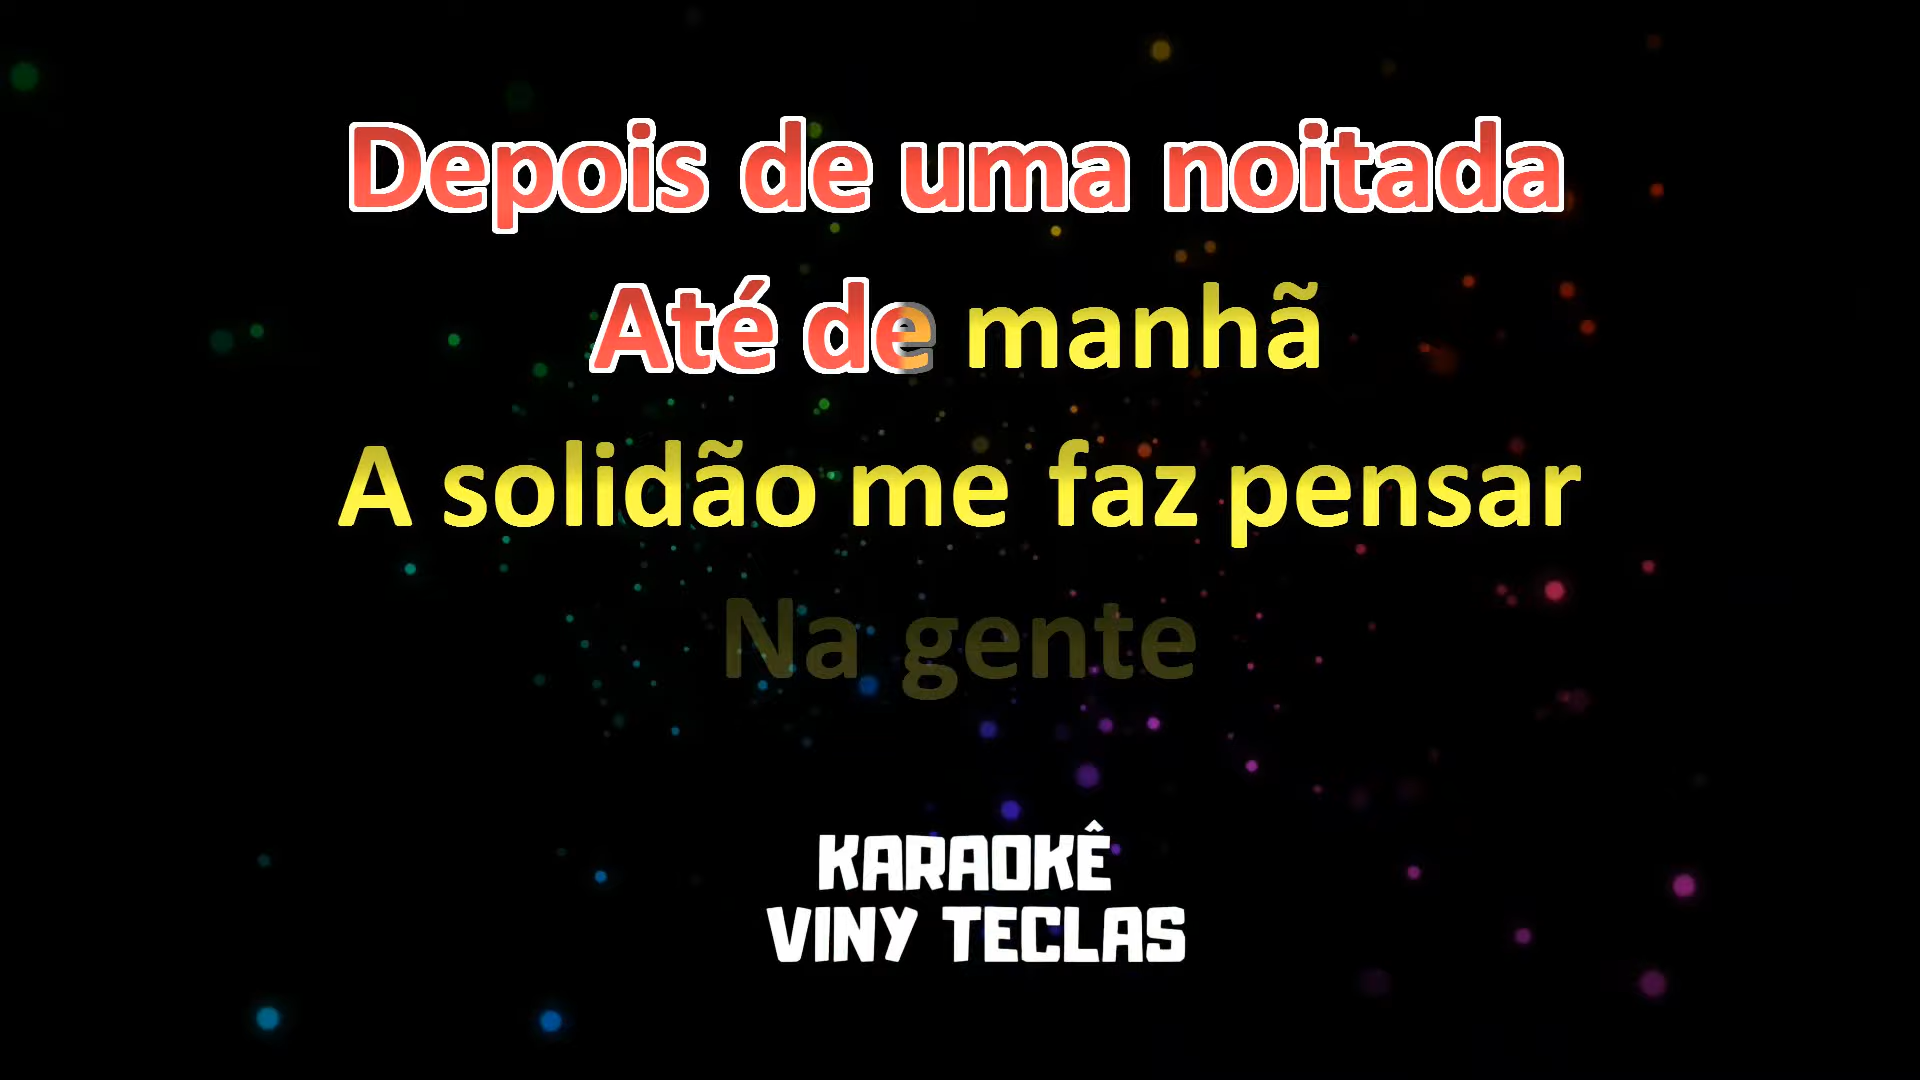 Depois de uma noitada
Até de manhã
A solidão me faz pensar
Na gente
KARAOKÊ
VINY TECLAS